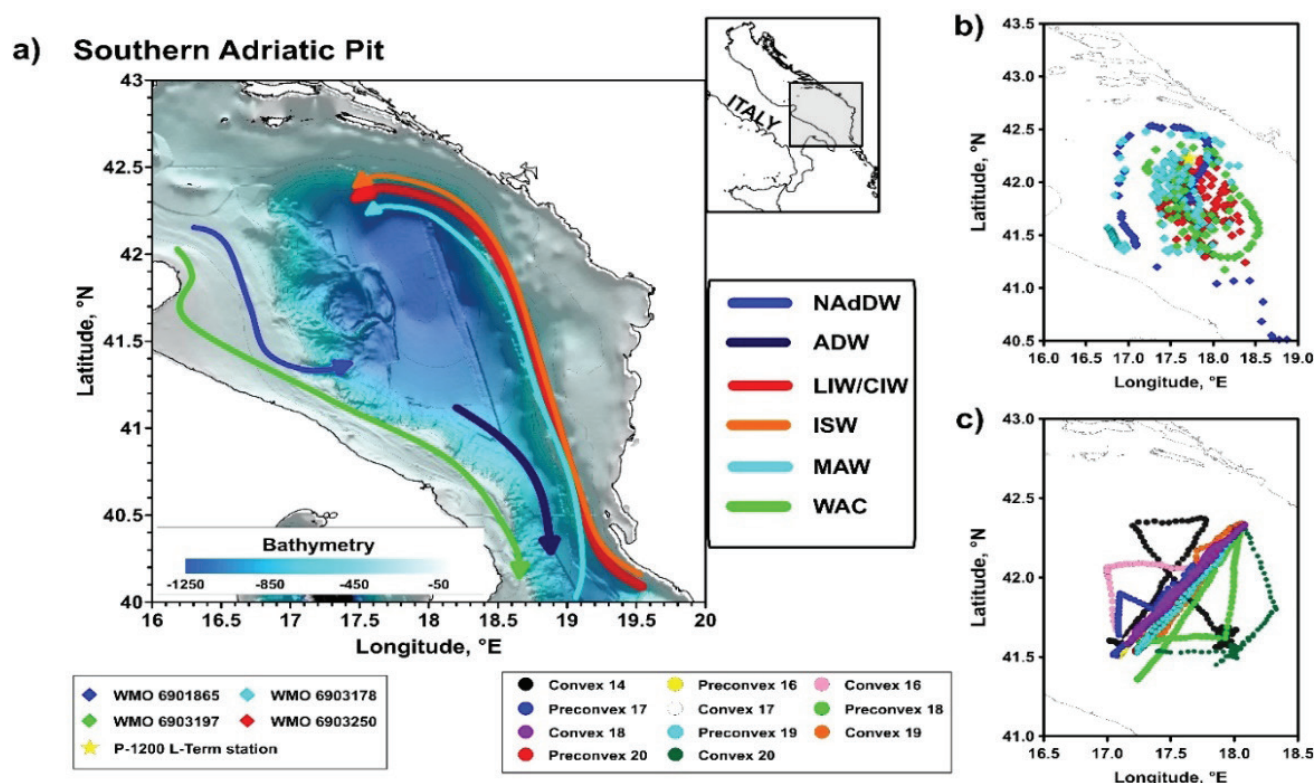 a) Southern Adriatic Pit
43
42.5
42
41.5
41
40.5
40
Latitude, °N
16 16.5 17 17.5 18 18.5 19 19.5 20
Longitude, °E
Bathymetry
-1250 -850 -450 -50
ITALY
NAdDW
ADW
LIW/CIW
ISW
MAW
WAC
b)
43.5
43.0
42.5
42.0
41.5
41.0
40.5
Latitude, °N
16.0 16.5 17.0 17.5 18.0 18.5 19.0
Longitude, °E
c)
43.0
42.5
42.0
41.5
41.0
Latitude, °N
16.5 17.0 17.5 18.0 18.5
Longitude, °E
WMO 6901865 WMO 6903178
WMO 6903197 WMO 6903250
P-1200 L-Term station
Convex 14 Preconvex 16 Convex 16
Preconvex 17 Convex 17 Preconvex 18
Convex 18 Preconvex 19 Convex 19
Preconvex 20 Convex 20